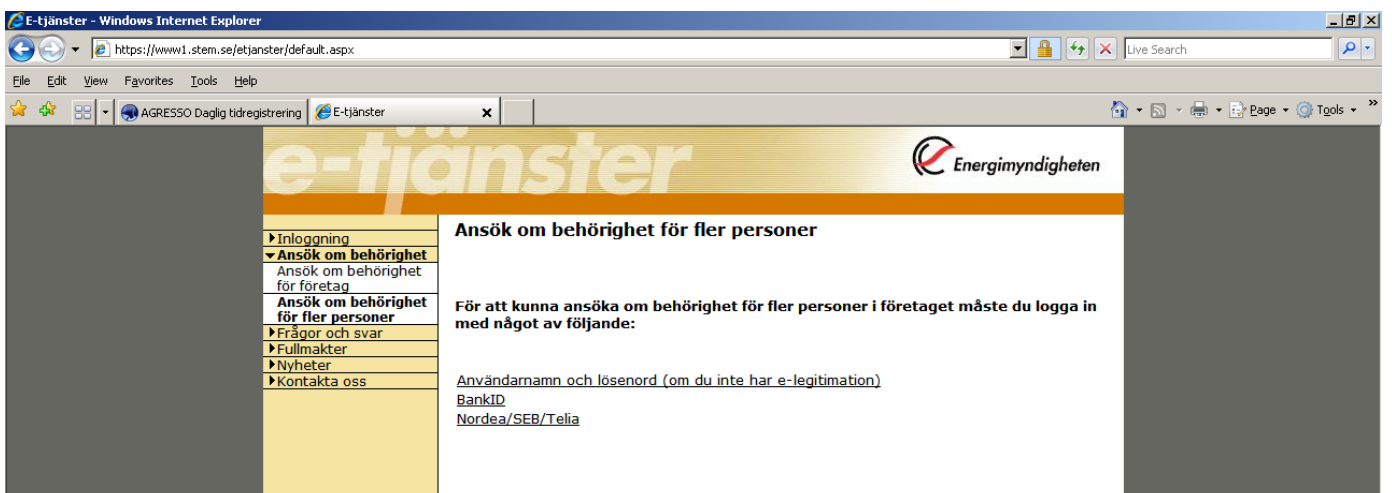 E-tjänster - Windows Internet Explorer
https://www1.stem.se/etjanster/default.aspx
Live Search
File Edit View Favorites Tools Help
AGRESSO Daglig tidregistrering E-tjänster Page Tools
e-tjänster
Energimyndigheten
Inloggning
Ansök om behörighet
Ansök om behörighet
för företag
Ansök om behörighet
för fler personer
Frågor och svar
Fullmakter
Nyheter
Kontakta oss
Ansök om behörighet för fler personer
För att kunna ansöka om behörighet för fler personer i företaget måste du logga in
med något av följande:
Användarnamn och lösenord (om du inte har e-legitimation)
BankID
Nordea/SEB/Telia